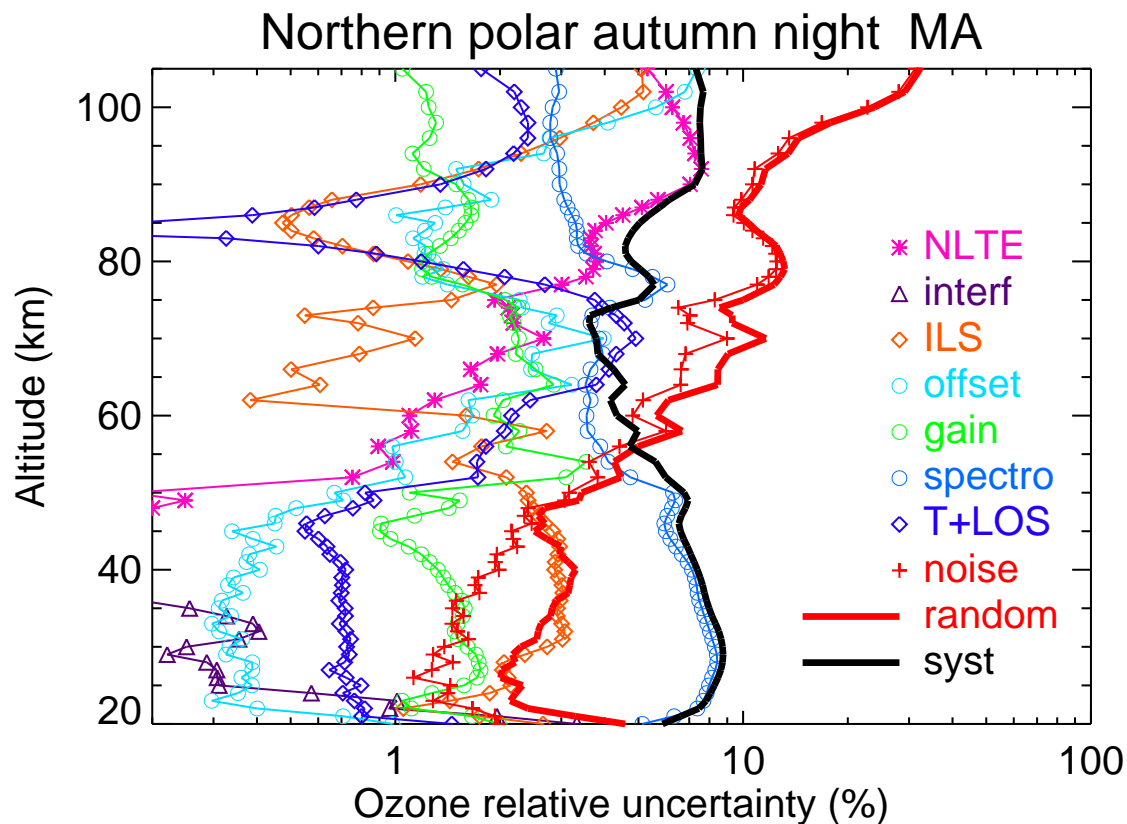 Northern polar autumn night MA
Altitude (km)
100
80
60
40
20
NLTE
interf
ILS
offset
gain
spectro
T+LOS
noise
random
syst
1
10
100
Ozone relative uncertainty (%)